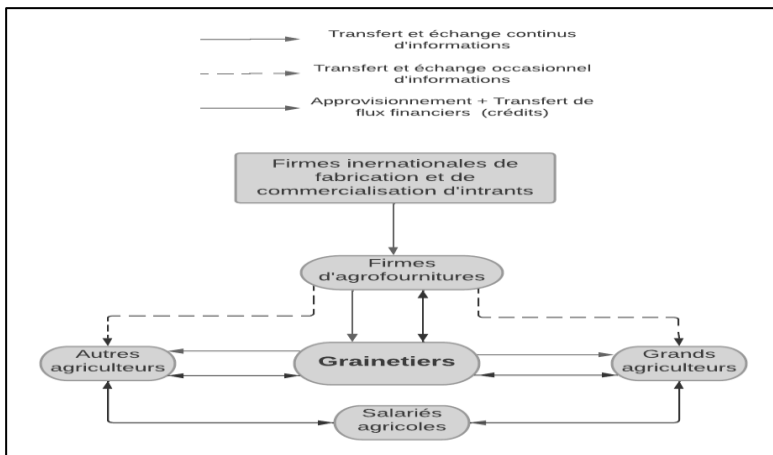 Transfert et échange continus
d'informations
Transfert et échange occasionnel
d'informations
Approvisionnement + Transfert de
flux financiers (crédits)
Firmes inernationales de
fabrication et de
commercialisation d'intrants
Firmes
d'agrofournitures
Autres
agriculteurs
Grainetiers
Grands
agriculteurs
Salariés
agricoles